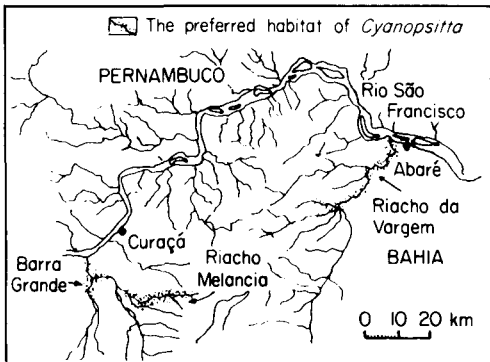 The preferred habitat of Cyanopsitta
PERNAMBUCO
Rio São
Francisco
Abaré
Riacho da
Vargem
Curaçá
BAHIA
Riacho
Melancia
Barra
Grande
0 10 20 km